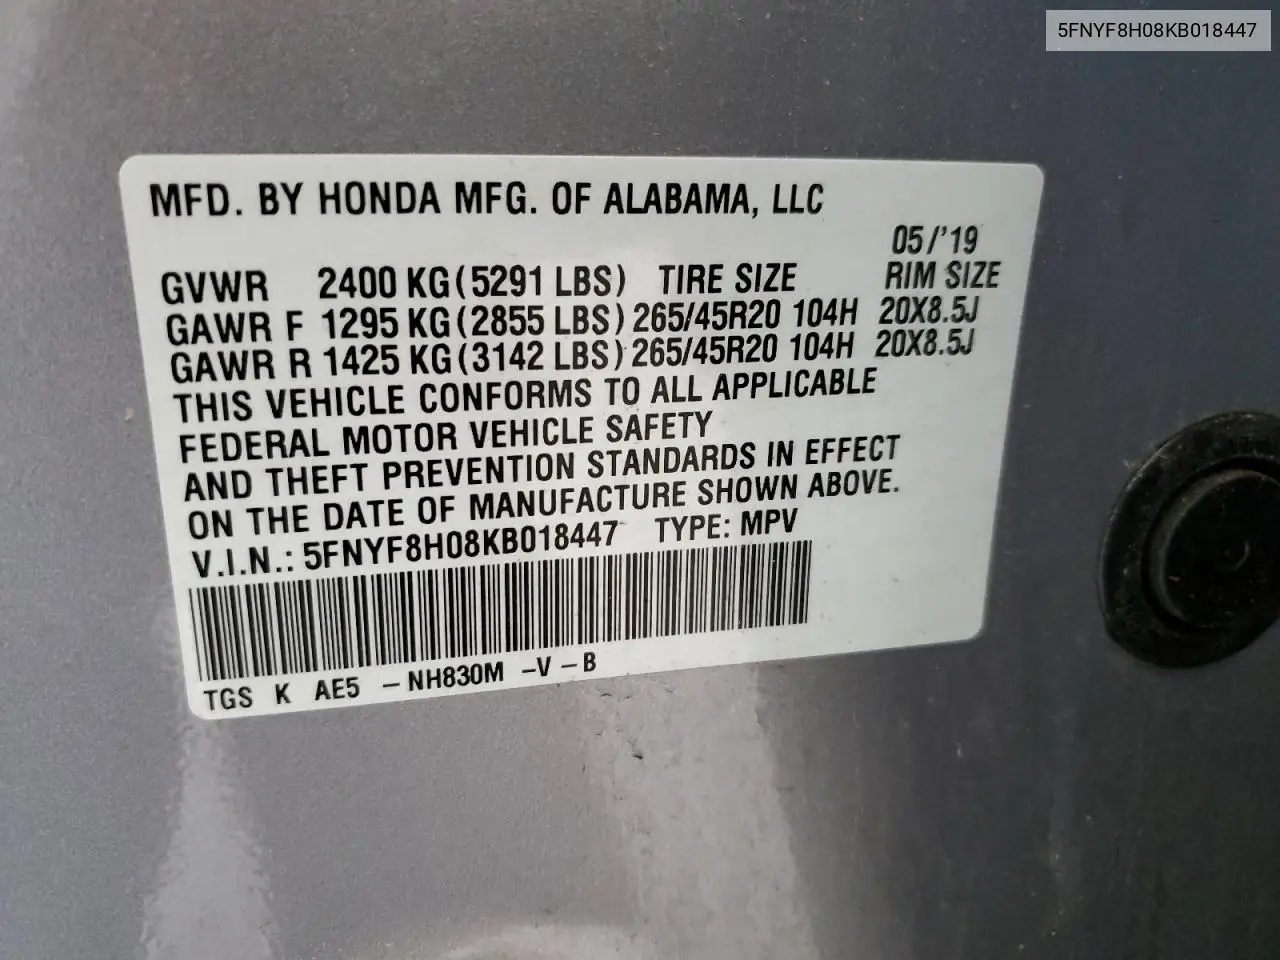 5FNYF8H08KB018447
MFD. BY HONDA MFG. OF ALABAMA, LLC
05/'19
GVWR 2400 KG (5291 LBS) TIRE SIZE RIM SIZE
GAWR F 1295 KG (2855 LBS) 265/45R20 104H 20X8.5J
GAWR R 1425 KG (3142 LBS) 265/45R20 104H 20X8.5J
THIS VEHICLE CONFORMS TO ALL APPLICABLE
FEDERAL MOTOR VEHICLE SAFETY
AND THEFT PREVENTION STANDARDS IN EFFECT
ON THE DATE OF MANUFACTURE SHOWN ABOVE.
V.I.N.: 5FNYF8H08KB018447 TYPE: MPV
TGS K AE5 -NH830M -V -B